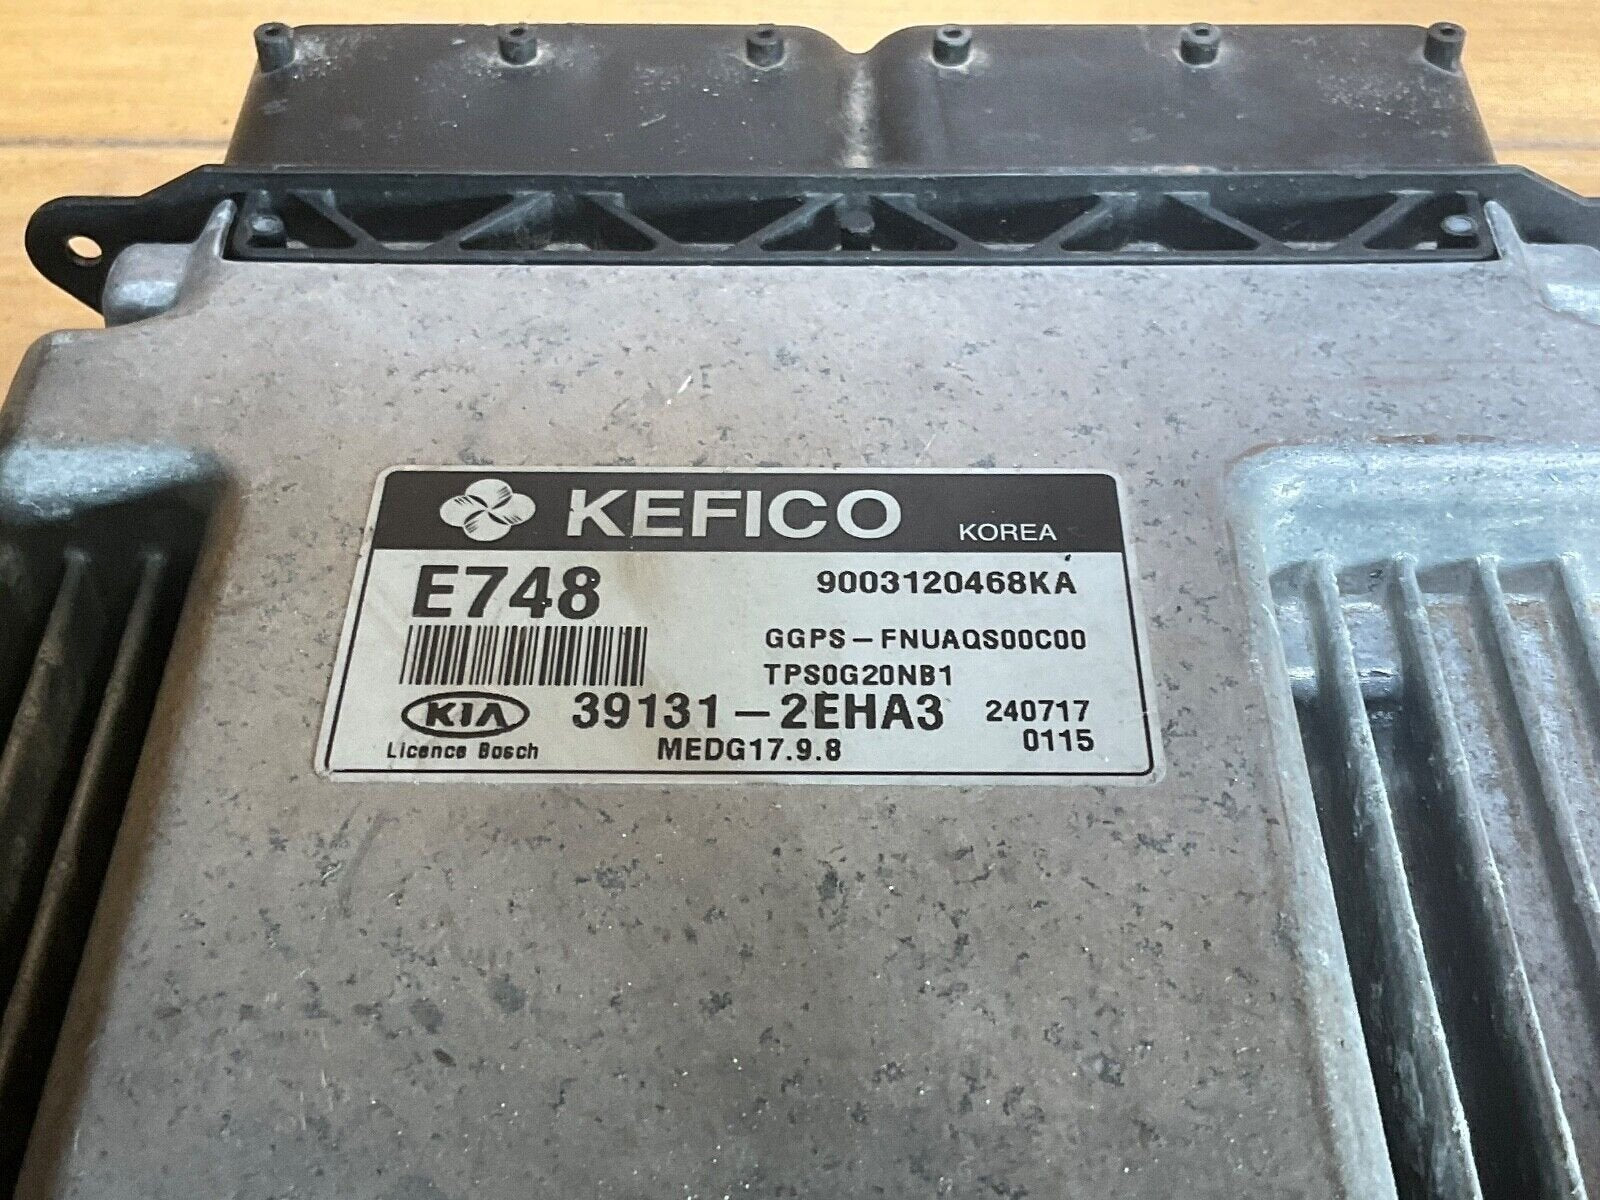 KEFICO KOREA
E748 9003120468KA
GGPS-FNUAQS00C00
TPS0G20NB1
KIA 39131-2EHA3 240717
Licence Bosch MEDG17.9.8 0115